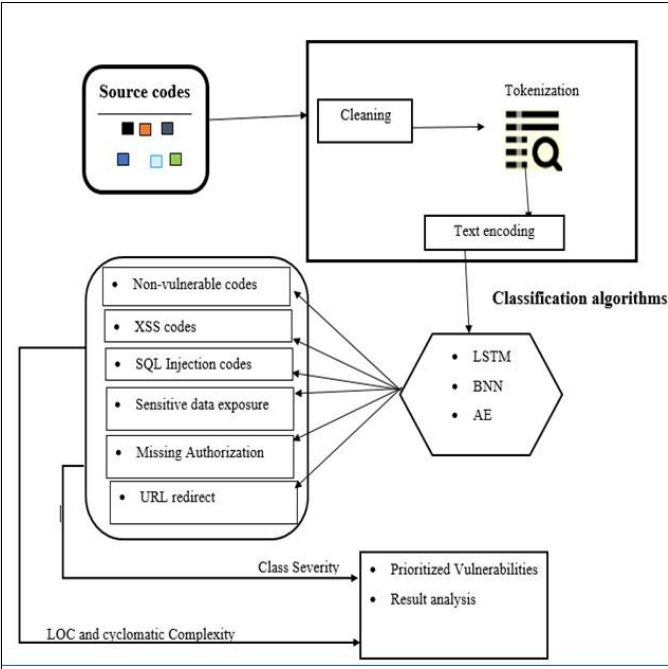 Source codes
Cleaning
Tokenization
Text encoding
Classification algorithms
• LSTM
• BNN
• AE
• Non-vulnerable codes
• XSS codes
• SQL Injection codes
• Sensitive data exposure
• Missing Authorization
• URL redirect
Class Severity
• Prioritized Vulnerabilities
• Result analysis
LOC and cyclomatic Complexity